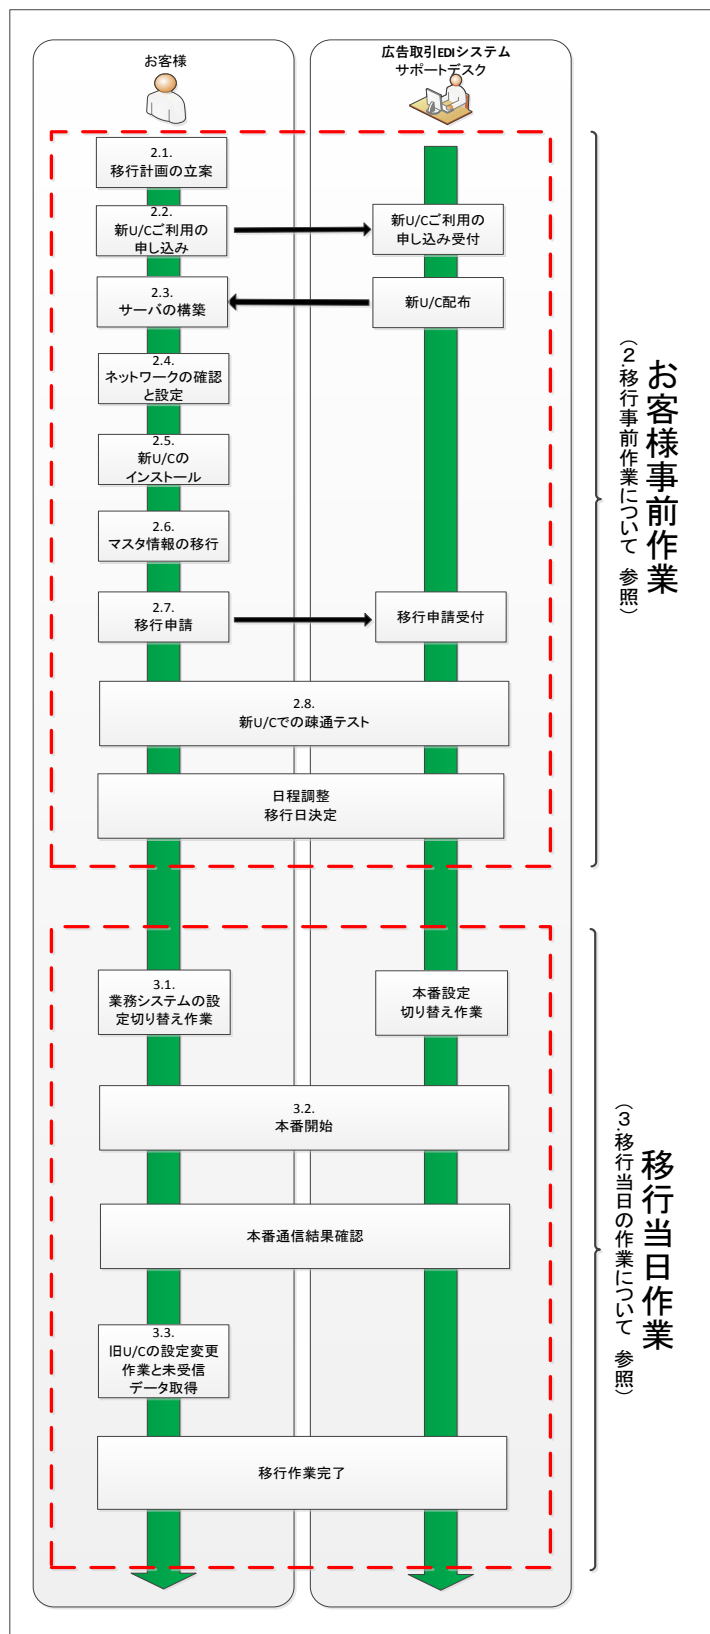 お客様
広告取引EDIシステム
サポートデスク
2.1.
移行計画の立案
2.2.
新U/Cご利用の
申し込み
新U/Cご利用の
申し込み受付
2.3.
サーバの構築
新U/C配布
2.4.
ネットワークの確認
と設定
2.5.
新U/Cの
インストール
2.6.
マスタ情報の移行
2.7.
移行申請
移行申請受付
2.8.
新U/Cでの疎通テスト
日程調整
移行日決定
お客様事前作業
（2.移行事前作業について 参照）
3.1.
業務システムの設
定切り替え作業
本番設定
切り替え作業
3.2.
本番開始
本番通信結果確認
3.3.
旧U/Cの設定変更
作業と未受信
データ取得
移行作業完了
移行当日作業
（3.移行当日の作業について 参照）